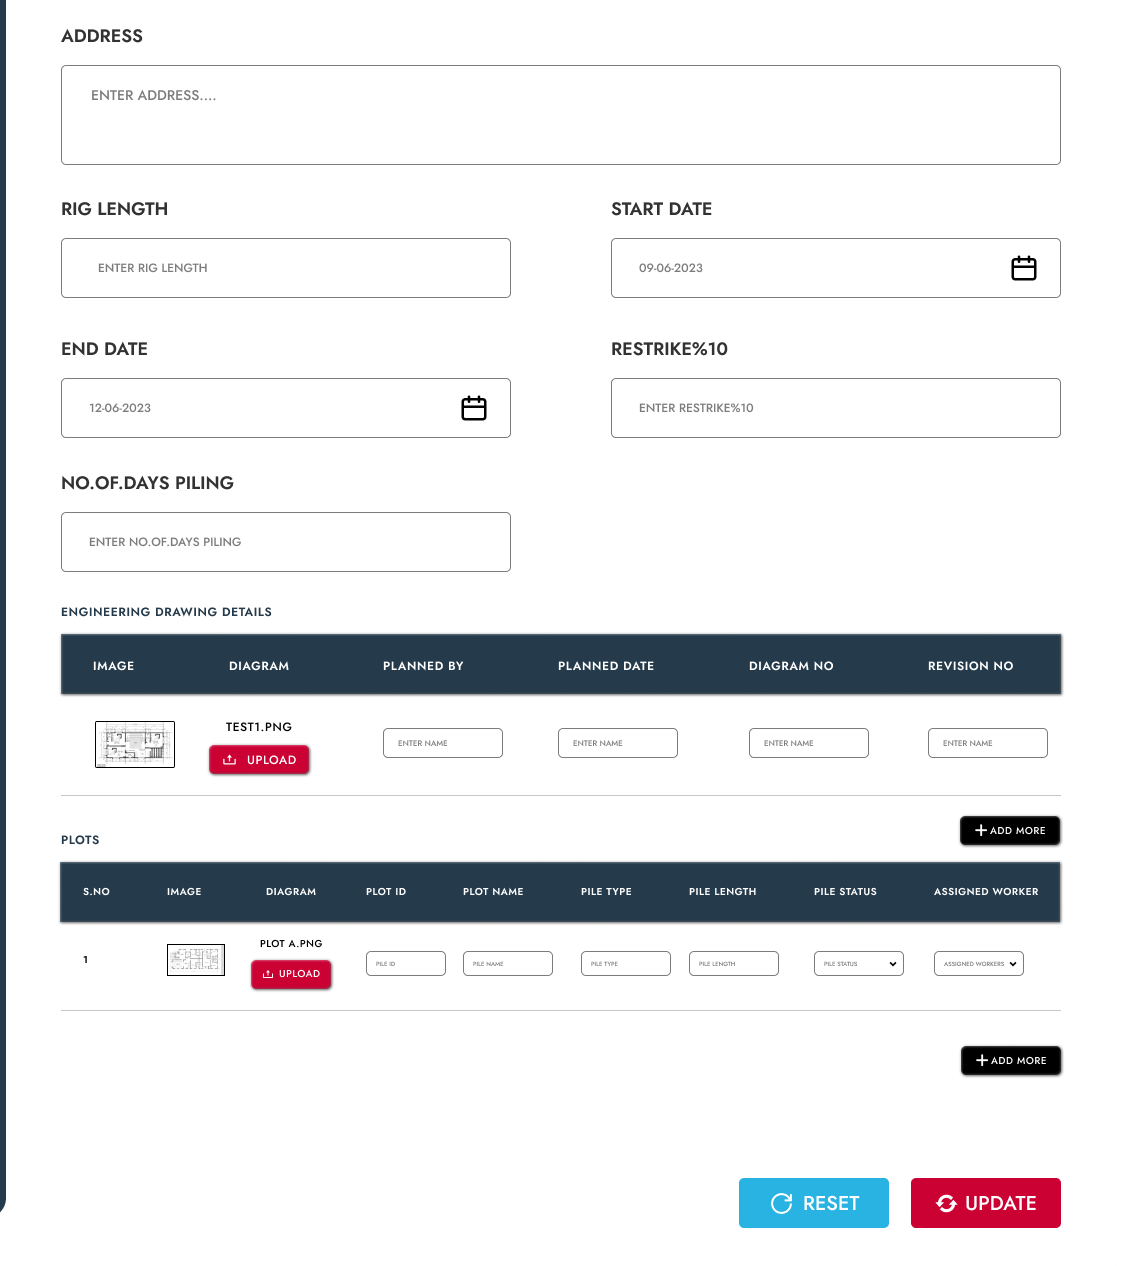 ADDRESS
ENTER ADDRESS....
RIG LENGTH START DATE
ENTER RIG LENGTH 09-06-2023
END DATE RESTRIKE%10
12-06-2023 ENTER RESTRIKE%10
NO.OF.DAYS PILING
ENTER NO.OF.DAYS PILING
ENGINEERING DRAWING DETAILS
IMAGE DIAGRAM PLANNED BY PLANNED DATE DIAGRAM NO REVISION NO
TEST1.PNG
UPLOAD ENTER NAME ENTER NAME ENTER NAME ENTER NAME
ADD MORE
PLOTS
S.NO IMAGE DIAGRAM PLOT ID PLOT NAME PILE TYPE PILE LENGTH PILE STATUS ASSIGNED WORKER
PLOT A.PNG
1 UPLOAD PILE ID PILE NAME PILE TYPE PILE LENGTH PILE STATUS ASSIGNED WORKERS
ADD MORE
RESET UPDATE